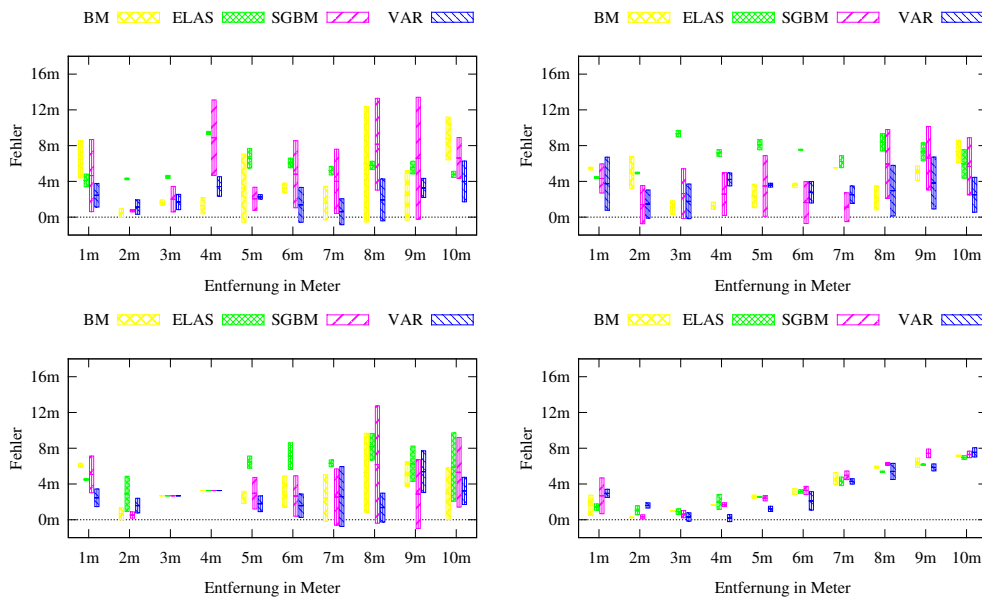 BM ELAS SGBM VAR
BM ELAS SGBM VAR
16m
12m
8m
4m
0m
Fehler
1m 2m 3m 4m 5m 6m 7m 8m 9m 10m
Entfernung in Meter
16m
12m
8m
4m
0m
Fehler
1m 2m 3m 4m 5m 6m 7m 8m 9m 10m
Entfernung in Meter
BM ELAS SGBM VAR
BM ELAS SGBM VAR
16m
12m
8m
4m
0m
Fehler
1m 2m 3m 4m 5m 6m 7m 8m 9m 10m
Entfernung in Meter
16m
12m
8m
4m
0m
Fehler
1m 2m 3m 4m 5m 6m 7m 8m 9m 10m
Entfernung in Meter